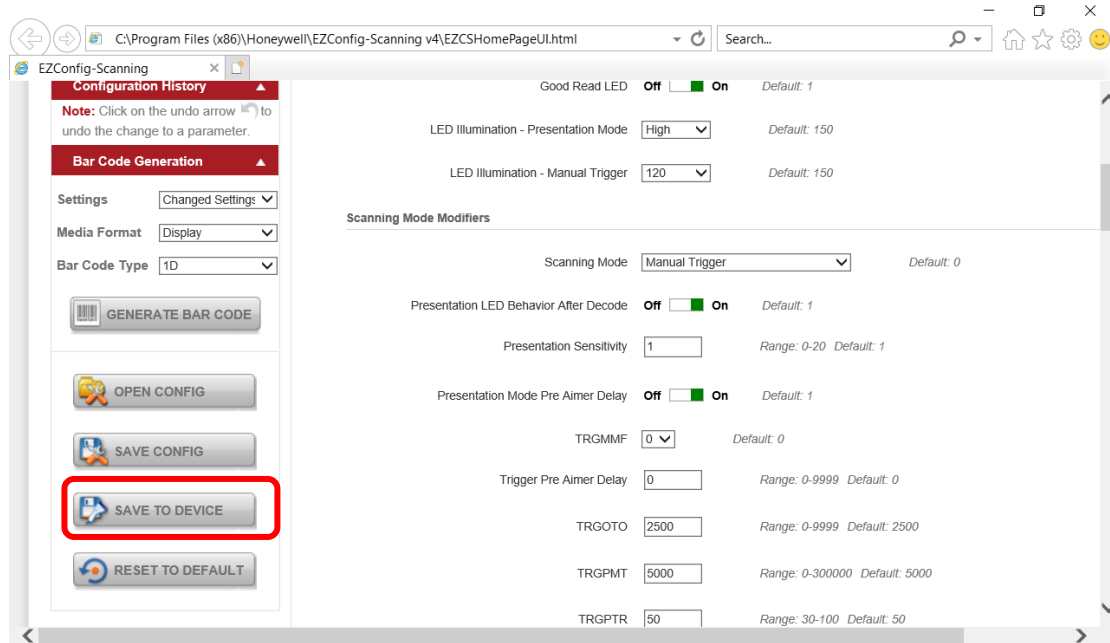 C:\Program Files (x86)\Honeywell\EZConfig-Scanning v4\EZCSHomePageUI.html
Search...
EZConfig-Scanning
Configuration History
Note: Click on the undo arrow to
undo the change to a parameter.
Bar Code Generation
Settings Changed Settings
Media Format Display
Bar Code Type 1D
GENERATE BAR CODE
OPEN CONFIG
SAVE CONFIG
SAVE TO DEVICE
RESET TO DEFAULT
Good Read LED Off On Default: 1
LED Illumination - Presentation Mode High Default: 150
LED Illumination - Manual Trigger 120 Default: 150
Scanning Mode Modifiers
Scanning Mode Manual Trigger Default: 0
Presentation LED Behavior After Decode Off On Default: 1
Presentation Sensitivity 1 Range: 0-20 Default: 1
Presentation Mode Pre Aimer Delay Off On Default: 1
TRGMMF 0 Default: 0
Trigger Pre Aimer Delay 0 Range: 0-9999 Default: 0
TRGOTO 2500 Range: 0-9999 Default: 2500
TRGPMT 5000 Range: 0-300000 Default: 5000
TRGPTR 50 Range: 30-100 Default: 50